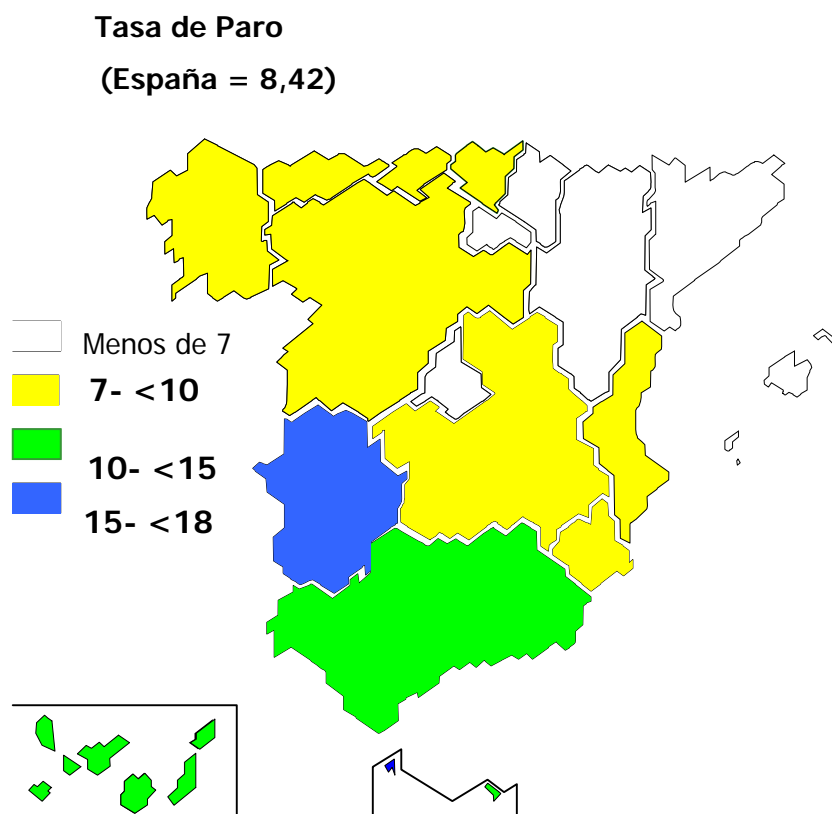 Tasa de Paro
(España = 8,42)
Menos de 7
7- <10
10- <15
15- <18